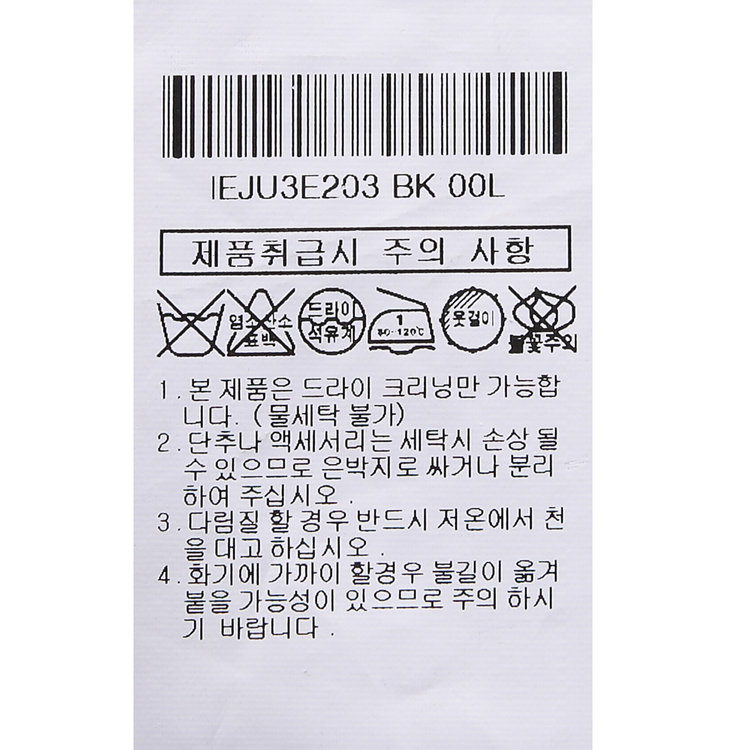 IEJU3E203 BK 00L
제품취급시 주의 사항
염소산소
표백
드라이
석유계
1
80-120℃
옷걸이
불꽃주의
1.본 제품은 드라이 크리닝만 가능합
니다. ( 물세탁 불가)
2.단추나 액세서리는 세탁시 손상 될
수 있으므로 은박지로 싸거나 분리
하여 주십시오 .
3.다림질 할 경우 반드시 저온에서 천
을 대고 하십시오 .
4.화기에 가까이 할경우 불길이 옮겨
붙을 가능성이 있으므로 주의 하시
기 바랍니다 .